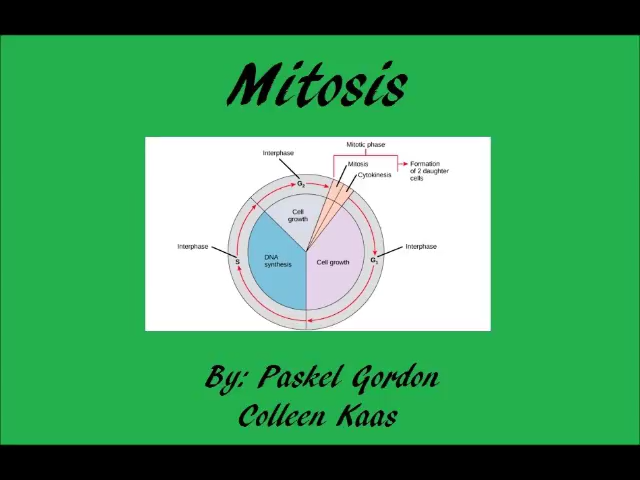 Mitosis
Mitotic phase
Interphase
Mitosis
Formation
of 2 daughter
cells
Cytokinesis
G₂
Cell
growth
Interphase
Interphase
S
DNA
synthesis
Cell growth
G₁
By: Paskel Gordon
Colleen Kaas